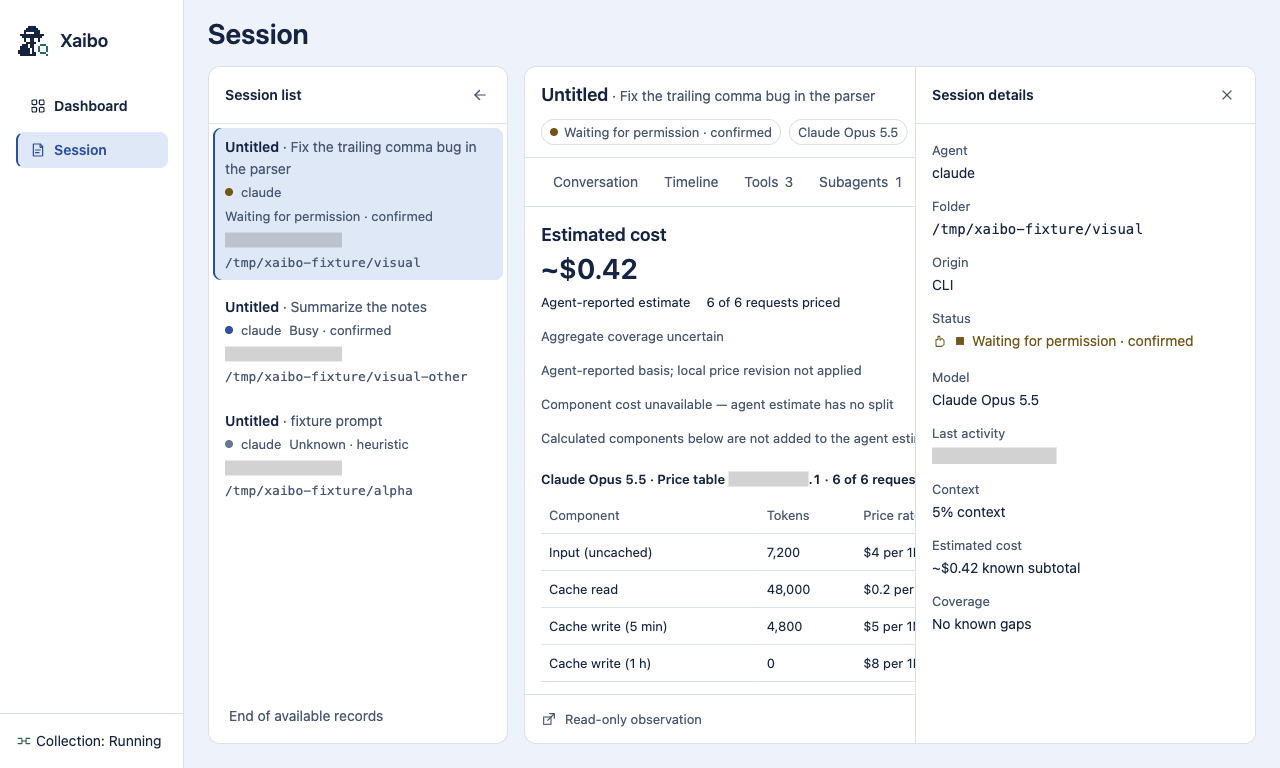 Xaibo
Dashboard
Session
Collection: Running
Session
Session list
Untitled · Fix the trailing comma bug in
the parser
claude
Waiting for permission · confirmed
/tmp/xaibo-fixture/visual
Untitled · Summarize the notes
claude Busy · confirmed
/tmp/xaibo-fixture/visual-other
Untitled · fixture prompt
claude Unknown · heuristic
/tmp/xaibo-fixture/alpha
End of available records
Untitled · Fix the trailing comma bug in the parser
Waiting for permission · confirmed Claude Opus 5.5
Conversation Timeline Tools 3 Subagents 1
Estimated cost
~$0.42
Agent-reported estimate 6 of 6 requests priced
Aggregate coverage uncertain
Agent-reported basis; local price revision not applied
Component cost unavailable — agent estimate has no split
Calculated components below are not added to the agent esti
Claude Opus 5.5 · Price table .1 · 6 of 6 reques
Component Tokens Price rat
Input (uncached) 7,200 $4 per 1
Cache read 48,000 $0.2 per
Cache write (5 min) 4,800 $5 per 1
Cache write (1 h) 0 $8 per 1
Read-only observation
Session details
Agent
claude
Folder
/tmp/xaibo-fixture/visual
Origin
CLI
Status
Waiting for permission · confirmed
Model
Claude Opus 5.5
Last activity
Context
5% context
Estimated cost
~$0.42 known subtotal
Coverage
No known gaps